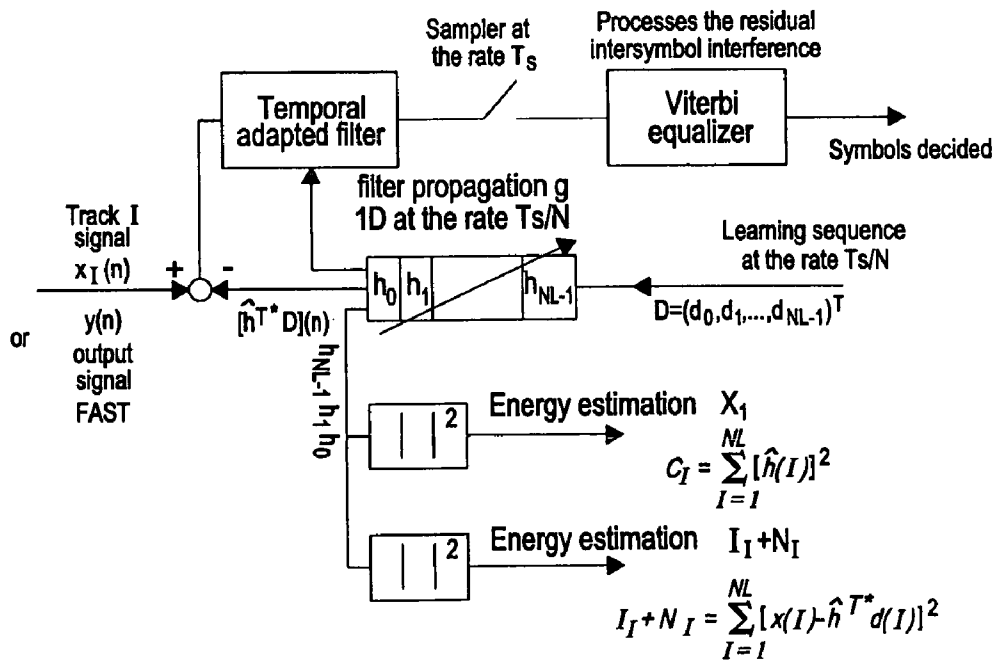 Sampler at
the rate T_S
Processes the residual
intersymbol interference
Temporal
adapted filter
Viterbi
equalizer
Symbols decided
filter propagation g
1D at the rate Ts/N
Track I
signal
x_I(n)
+
-
Learning sequence
at the rate Ts/N
h_0 h_1 h_NL-1
D=(d_0,d_1,...,d_NL-1)^T
[ĥ^T* D](n)
or
y(n)
output
signal
FAST
h_NL-1 h_1 h_0
| |^2
Energy estimation X_1
C_I = ∑_{I=1}^{NL} [ĥ(I)]^2
| |^2
Energy estimation I_I+N_I
I_I+N_I = ∑_{I=1}^{NL} [x(I)-ĥ^T* d(I)]^2